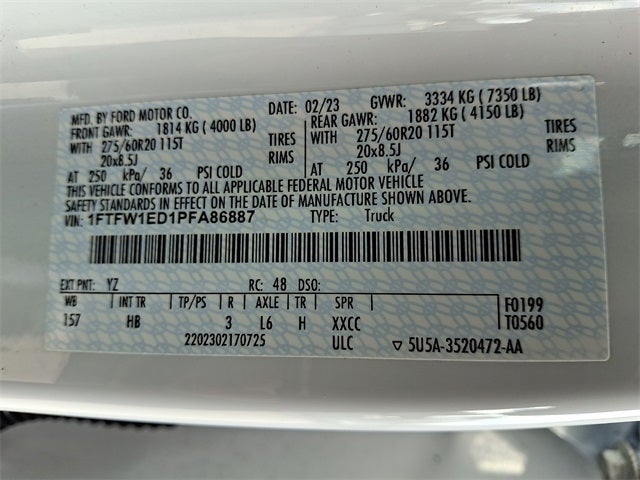 MFD. BY FORD MOTOR CO. DATE: 02/23 GVWR: 3334 KG ( 7350 LB)
FRONT GAWR: 1814 KG ( 4000 LB) REAR GAWR: 1882 KG ( 4150 LB)
WITH 275/60R20 115T TIRES WITH 275/60R20 115T TIRES
20x8.5J RIMS 20x8.5J RIMS
AT 250 kPa/ 36 PSI COLD AT 250 kPa/ 36 PSI COLD
THIS VEHICLE CONFORMS TO ALL APPLICABLE FEDERAL MOTOR VEHICLE
SAFETY STANDARDS IN EFFECT ON THE DATE OF MANUFACTURE SHOWN ABOVE.
VIN: 1FTFW1ED1PFA86887 TYPE: Truck
EXT PNT: YZ RC: 48 DSO:
WB INT TR TP/PS R AXLE TR SPR F0199
157 HB 3 L6 H XXCC T0560
2202302170725 ULC ▽ 5U5A-3520472-AA